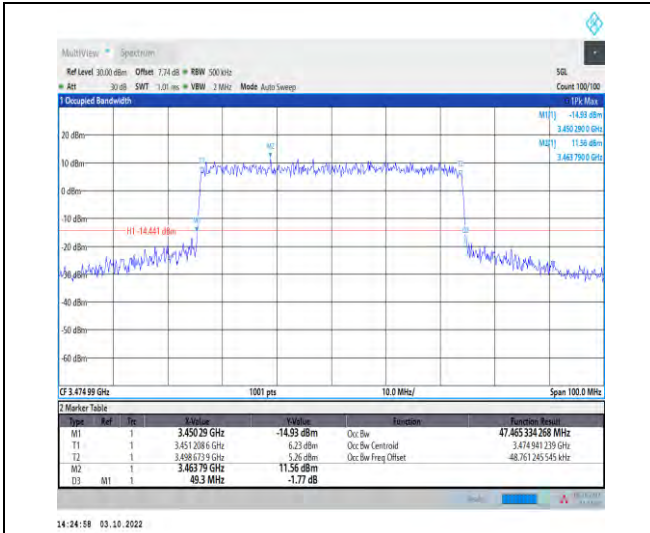 MultiView Spectrum
Ref Level 30.00 dBm Offset 7.74 dB RBW 500 kHz SGL
Att 30 dB SWT 1.01 ms VBW 2 MHz Mode Auto Sweep Count 100/100
1 Occupied Bandwidth 1Pk Max
M1[1] -14.93 dBm
3.450 290 0 GHz
M2[1] 11.56 dBm
3.463 790 0 GHz
20 dBm
M2
10 dBm
0 dBm
-10 dBm
H1 -14.441 dBm
-20 dBm
-30 dBm
-40 dBm
-50 dBm
-60 dBm
CF 3.474 99 GHz 1001 pts 10.0 MHz/ Span 100.0 MHz
2 Marker Table
Type Ref Trc X-Value Y-Value Function Function Result
M1 1 3.450 29 GHz -14.93 dBm Occ Bw 47.465 334 268 MHz
T1 1 3.451 208 6 GHz 6.23 dBm Occ Bw Centroid 3.474 941 239 GHz
T2 1 3.498 673 9 GHz 5.26 dBm Occ Bw Freq Offset -48.761 245 545 kHz
M2 1 3.463 79 GHz 11.56 dBm
D3 M1 1 49.3 MHz -1.77 dB
14:24:58 03.10.2022